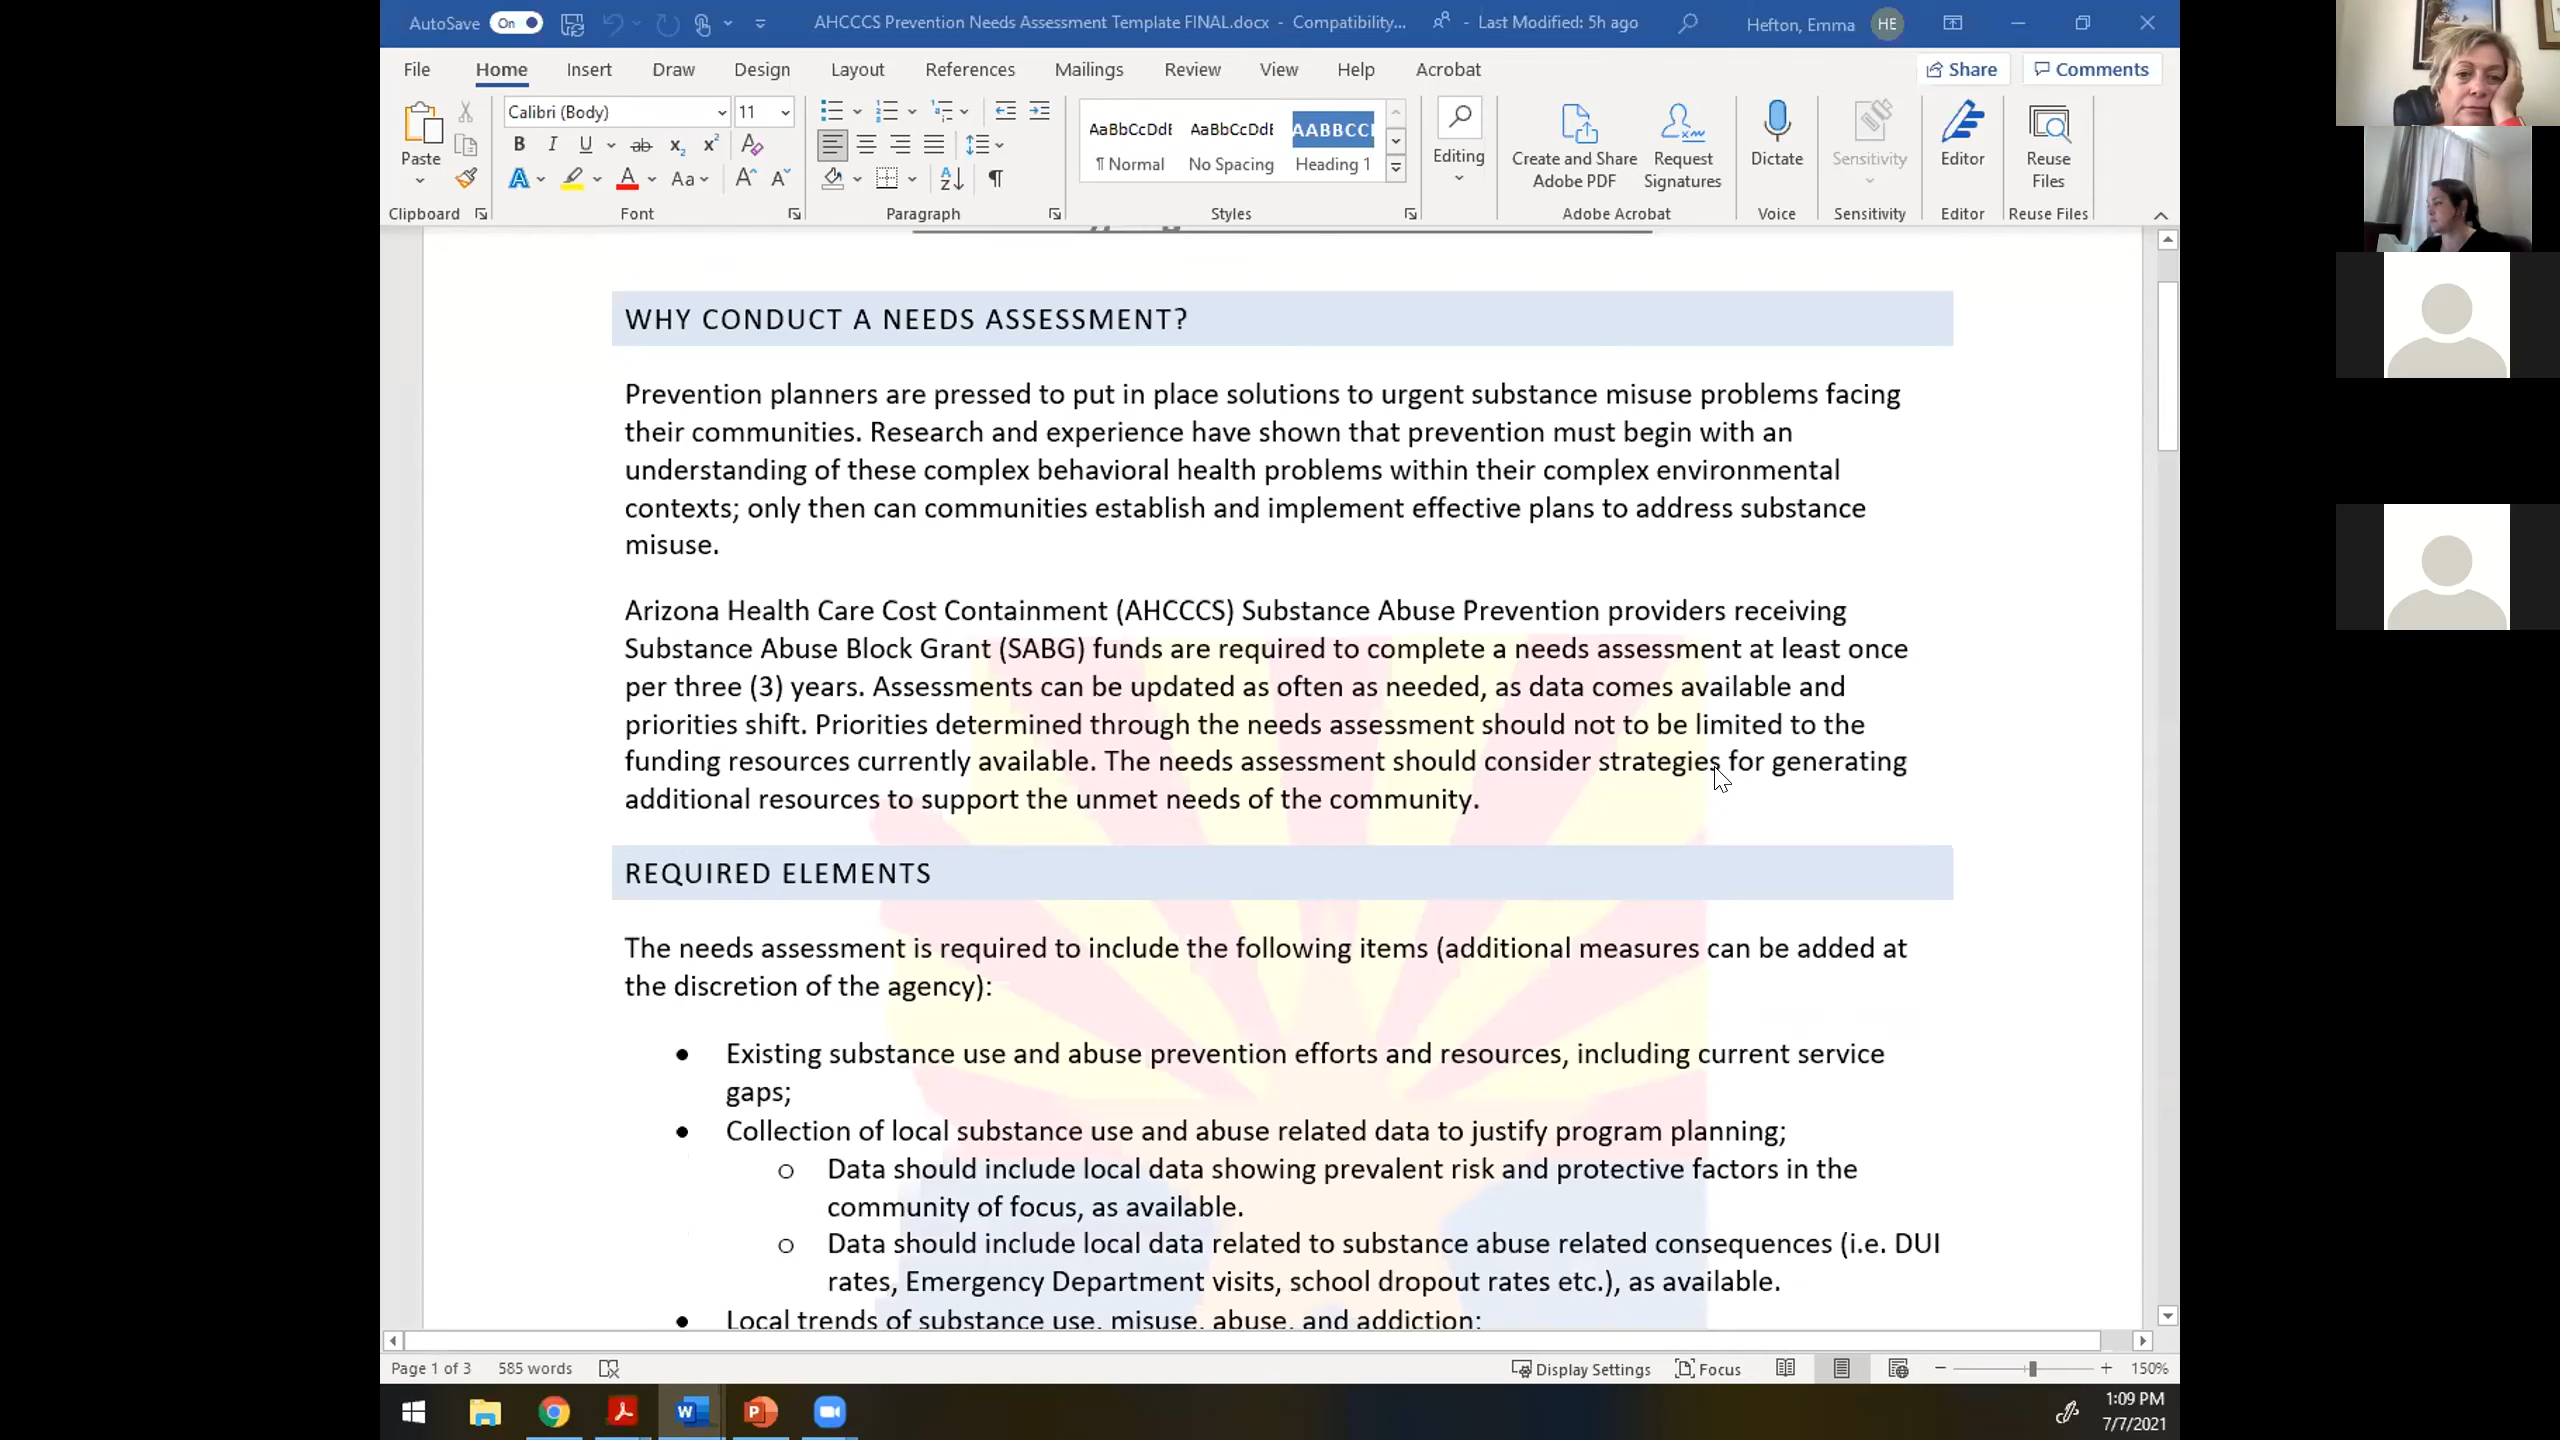 AutoSave On AHCCCS Prevention Needs Assessment Template FINAL.docx - Compatibility... - Last Modified: 5h ago Hefton, Emma HE
File Home Insert Draw Design Layout References Mailings Review View Help Acrobat Share Comments
Calibri (Body) 11
Paste
B I U ab x₂ x²
A A Aa A A
AaBbCcDdE AaBbCcDdE AABBCC
¶ Normal No Spacing Heading 1
Editing
Create and Share Adobe PDF
Request Signatures
Dictate
Sensitivity
Editor
Reuse Files
Clipboard Font Paragraph Styles Adobe Acrobat Voice Sensitivity Editor Reuse Files
WHY CONDUCT A NEEDS ASSESSMENT?
Prevention planners are pressed to put in place solutions to urgent substance misuse problems facing
their communities. Research and experience have shown that prevention must begin with an
understanding of these complex behavioral health problems within their complex environmental
contexts; only then can communities establish and implement effective plans to address substance
misuse.
Arizona Health Care Cost Containment (AHCCCS) Substance Abuse Prevention providers receiving
Substance Abuse Block Grant (SABG) funds are required to complete a needs assessment at least once
per three (3) years. Assessments can be updated as often as needed, as data comes available and
priorities shift. Priorities determined through the needs assessment should not to be limited to the
funding resources currently available. The needs assessment should consider strategies for generating
additional resources to support the unmet needs of the community.
REQUIRED ELEMENTS
The needs assessment is required to include the following items (additional measures can be added at
the discretion of the agency):
• Existing substance use and abuse prevention efforts and resources, including current service
gaps;
• Collection of local substance use and abuse related data to justify program planning;
o Data should include local data showing prevalent risk and protective factors in the
community of focus, as available.
o Data should include local data related to substance abuse related consequences (i.e. DUI
rates, Emergency Department visits, school dropout rates etc.), as available.
• Local trends of substance use, misuse, abuse, and addiction;
Page 1 of 3 585 words Display Settings Focus 150%
1:09 PM
7/7/2021